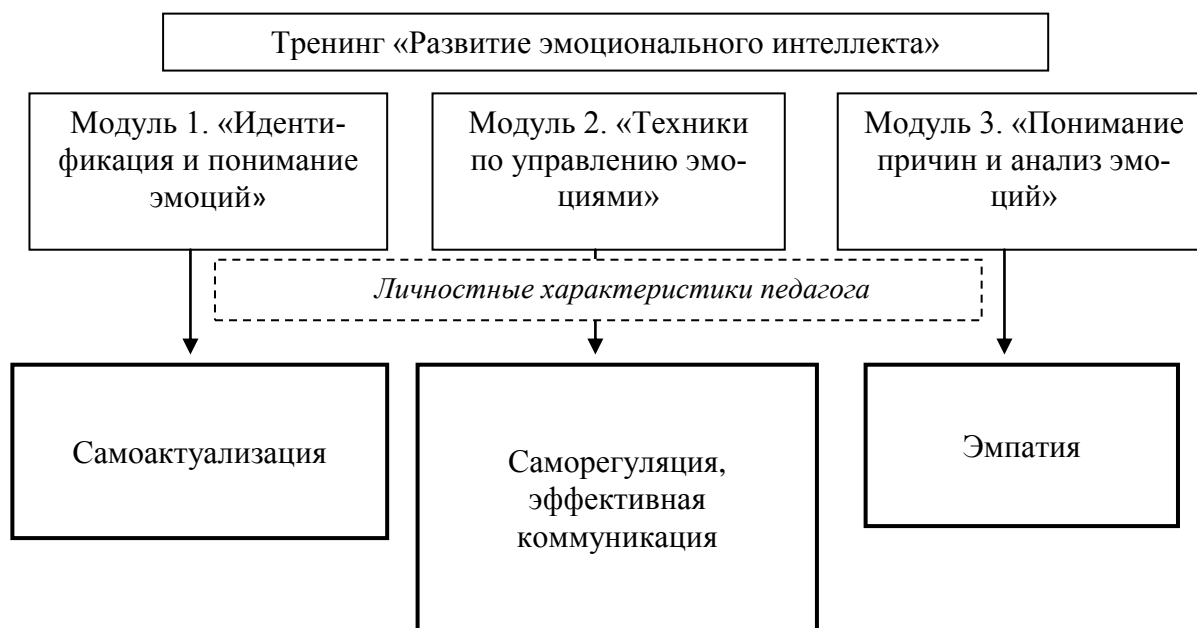 Тренинг «Развитие эмоционального интеллекта»
Модуль 1. «Иденти-
фикация и понимание
эмоций»
Модуль 2. «Техники
по управлению эмо-
циями»
Модуль 3. «Понимание
причин и анализ эмо-
ций»
Личностные характеристики педагога
Самоактуализация
Саморегуляция,
эффективная
коммуникация
Эмпатия